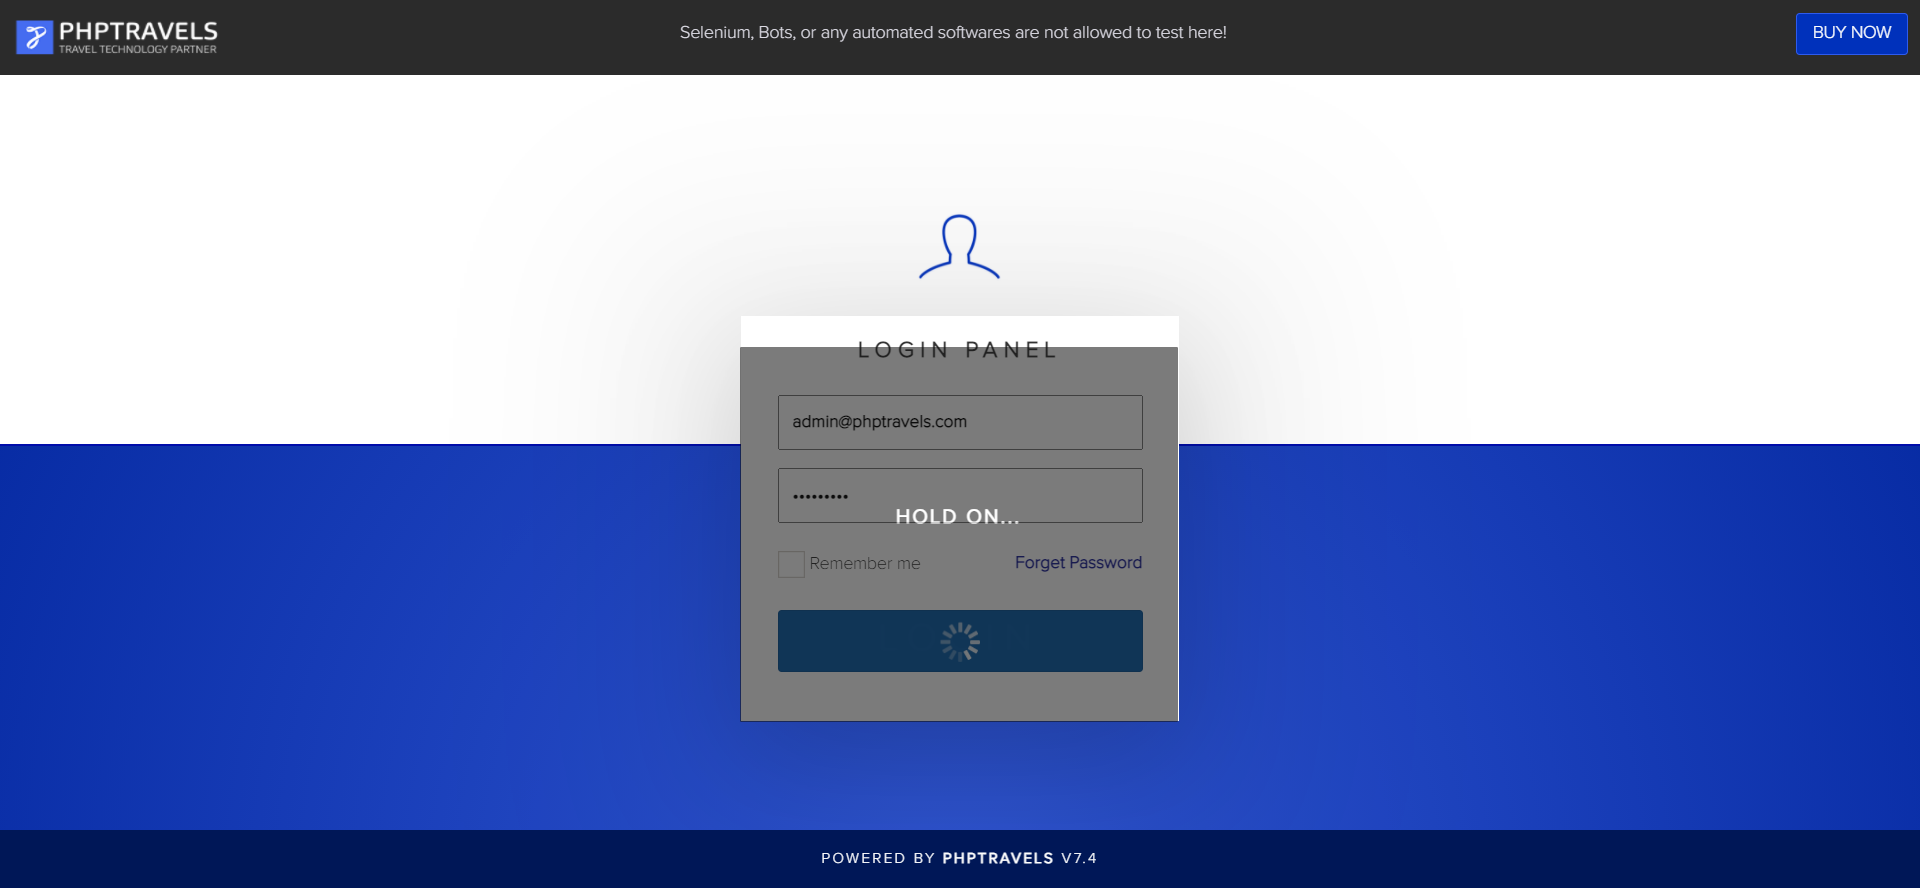 PHPTRAVELS
TRAVEL TECHNOLOGY PARTNER
Selenium, Bots, or any automated softwares are not allowed to test here!
BUY NOW
LOGIN PANEL
admin@phptravels.com
•••••••••
HOLD ON...
Remember me
Forget Password
POWERED BY PHPTRAVELS V7.4